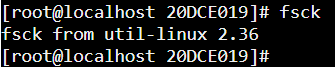 [root@localhost 20DCE019]# fsck
fsck from util-linux 2.36
[root@localhost 20DCE019]#